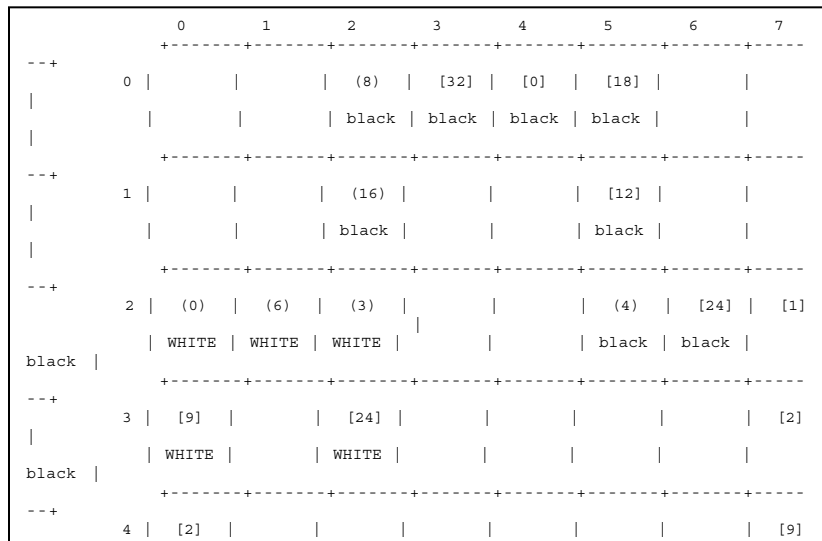 0 1 2 3 4 5 6 7
+-------+-------+-------+-------+-------+-------+-------+-----
--+
0 | | | (8) | [32] | [0] | [18] | |
|
| | | black | black | black | black | |
|
+-------+-------+-------+-------+-------+-------+-------+-----
--+
1 | | | (16) | | | [12] | |
|
| | | black | | | black | |
|
+-------+-------+-------+-------+-------+-------+-------+-----
--+
2 | (0) | (6) | (3) | | | (4) | [24] | [1]
|
| WHITE | WHITE | WHITE | | | black | black |
black |
+-------+-------+-------+-------+-------+-------+-------+-----
--+
3 | [9] | | [24] | | | | | [2]
|
| WHITE | | WHITE | | | | |
black |
+-------+-------+-------+-------+-------+-------+-------+-----
--+
4 | [2] | | | | | | | [9]